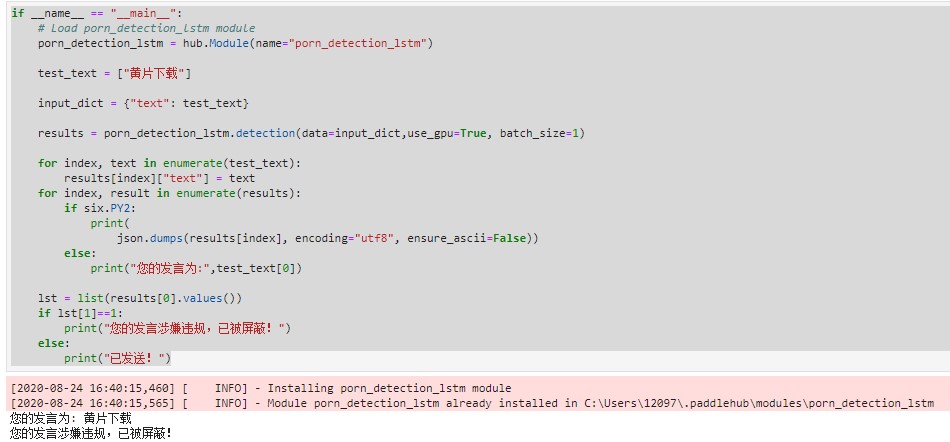 if __name__ == "__main__":
    # Load porn_detection_lstm module
    porn_detection_lstm = hub.Module(name="porn_detection_lstm")

    test_text = ["黄片下载"]

    input_dict = {"text": test_text}

    results = porn_detection_lstm.detection(data=input_dict,use_gpu=True, batch_size=1)

    for index, text in enumerate(test_text):
        results[index]["text"] = text
    for index, result in enumerate(results):
        if six.PY2:
            print(
                json.dumps(results[index], encoding="utf8", ensure_ascii=False))
        else:
            print("您的发言为:",test_text[0])

    lst = list(results[0].values())
    if lst[1]==1:
        print("您的发言涉嫌违规，已被屏蔽！")
    else:
        print("已发送！")
[2020-08-24 16:40:15,460] [    INFO] - Installing porn_detection_lstm module
[2020-08-24 16:40:15,565] [    INFO] - Module porn_detection_lstm already installed in C:\Users\12097\.paddlehub\modules\porn_detection_lstm
您的发言为: 黄片下载
您的发言涉嫌违规，已被屏蔽！